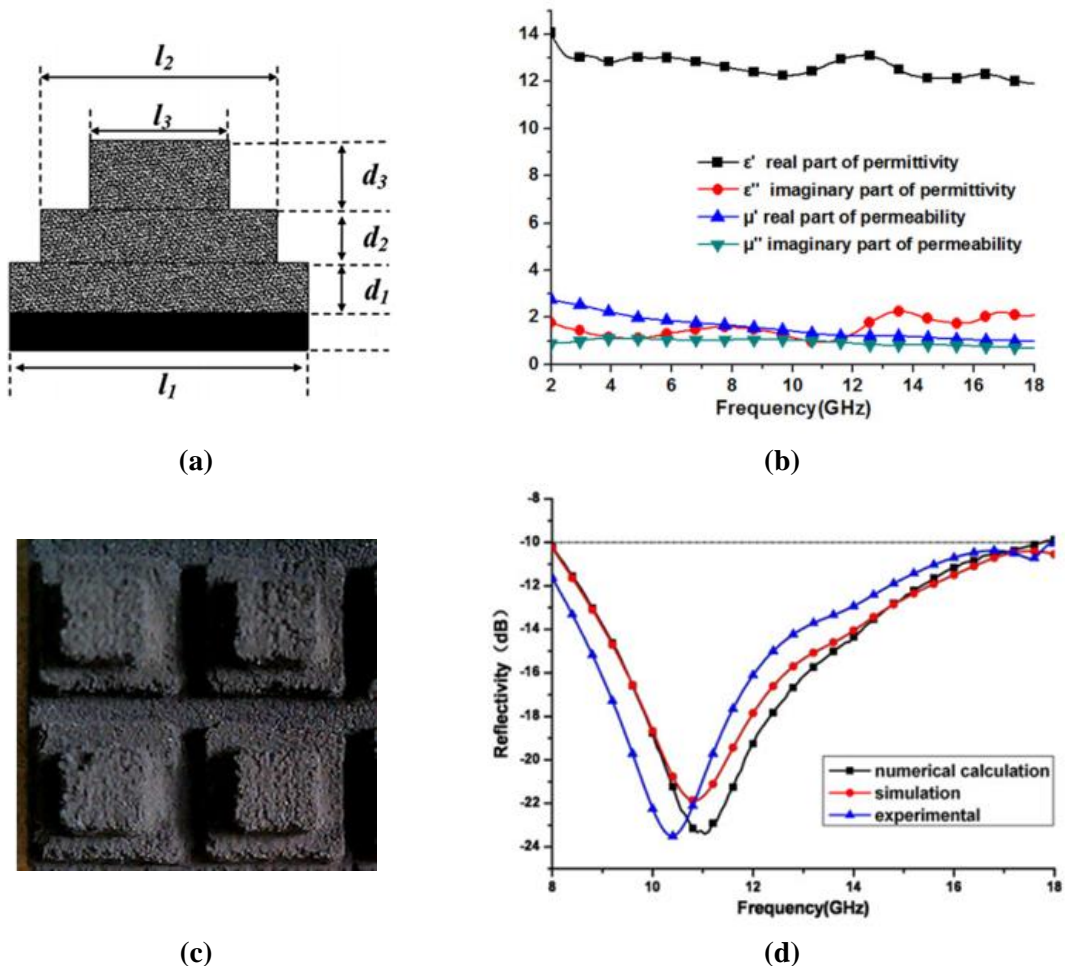 l2
l3
d3
d2
d1
l1
(a)
14
12
10
8
6
4
2
0
ε' real part of permittivity
ε'' imaginary part of permittivity
μ' real part of permeability
μ'' imaginary part of permeability
2 4 6 8 10 12 14 16 18
Frequency(GHz)
(b)
(c)
-8
-10
-12
-14
-16
-18
-20
-22
-24
-26
Reflectivity (dB)
numerical calculation
simulation
experimental
8 10 12 14 16 18
Frequency(GHz)
(d)